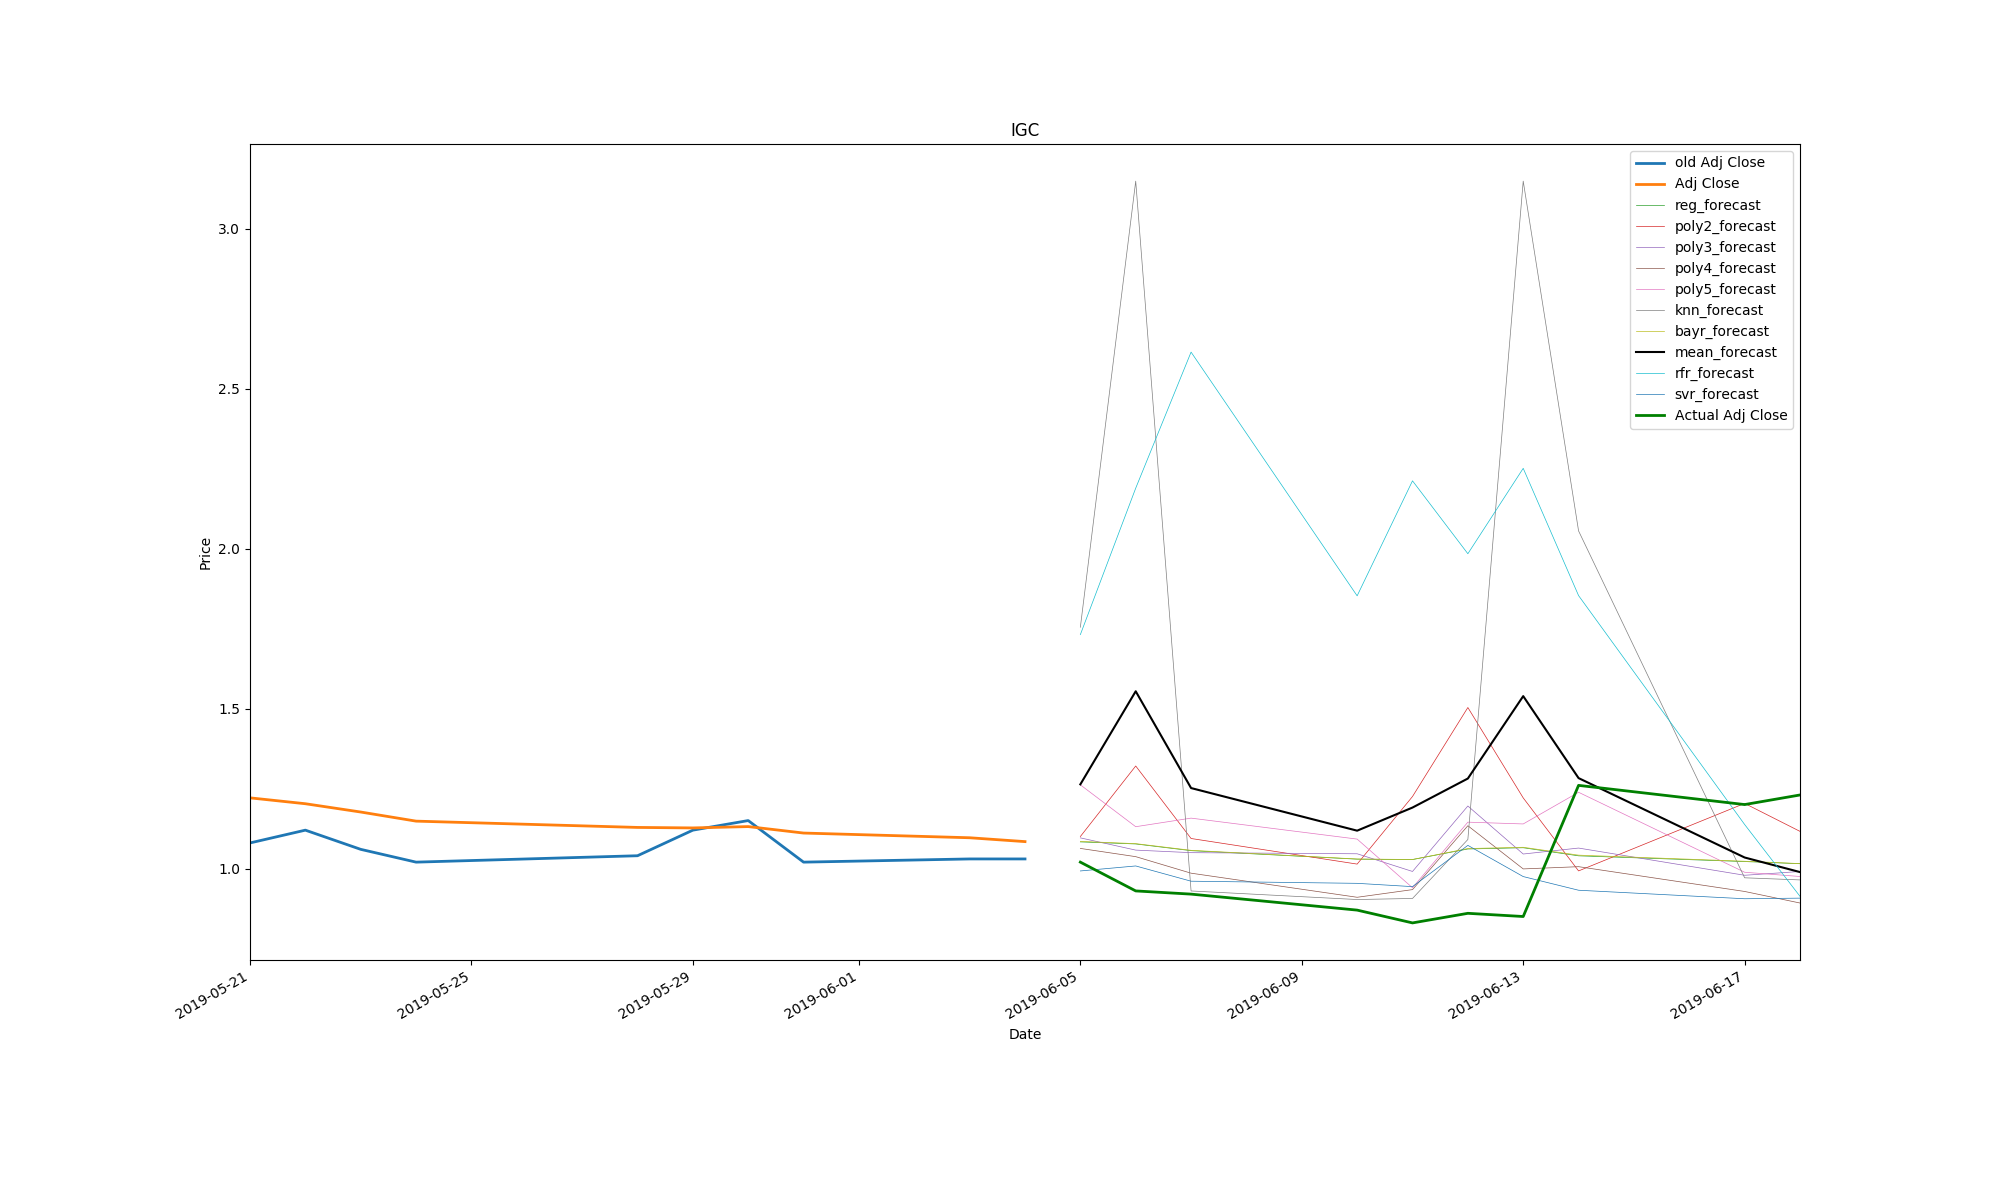 IGC
old Adj Close
Adj Close
reg_forecast
poly2_forecast
poly3_forecast
poly4_forecast
poly5_forecast
knn_forecast
bayr_forecast
mean_forecast
rfr_forecast
svr_forecast
Actual Adj Close
3.0
2.5
2.0
1.5
1.0
Price
2019-05-21
2019-05-25
2019-05-29
2019-06-01
2019-06-05
2019-06-09
2019-06-13
2019-06-17
Date